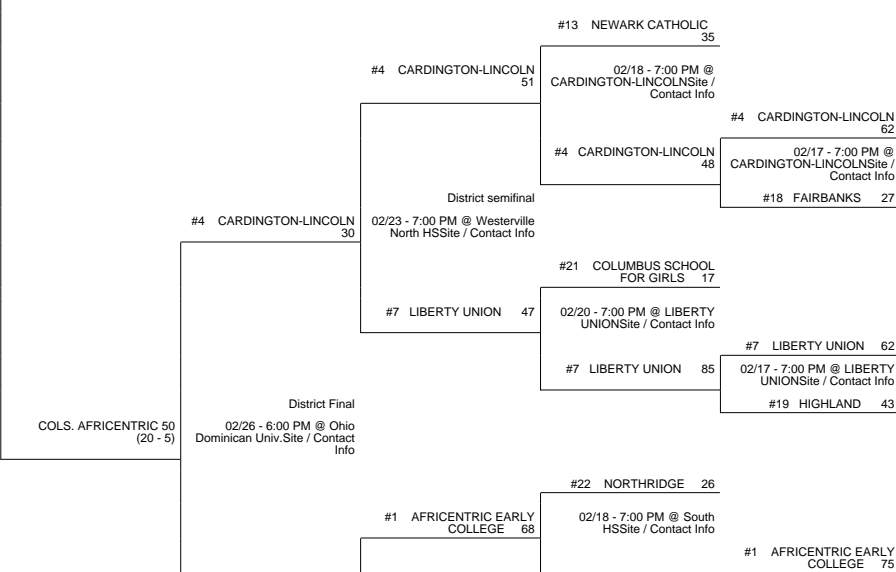 #13 NEWARK CATHOLIC
35
#4 CARDINGTON-LINCOLN
51
02/18 - 7:00 PM @
CARDINGTON-LINCOLNSite /
Contact Info
#4 CARDINGTON-LINCOLN
62
#4 CARDINGTON-LINCOLN
48
02/17 - 7:00 PM @
CARDINGTON-LINCOLNSite /
Contact Info
District semifinal
#18 FAIRBANKS 27
#4 CARDINGTON-LINCOLN
30
02/23 - 7:00 PM @ Westerville
North HSSite / Contact Info
#21 COLUMBUS SCHOOL
FOR GIRLS 17
#7 LIBERTY UNION 47
02/20 - 7:00 PM @ LIBERTY
UNIONSite / Contact Info
#7 LIBERTY UNION 62
#7 LIBERTY UNION 85
02/17 - 7:00 PM @ LIBERTY
UNIONSite / Contact Info
District Final
#19 HIGHLAND 43
COLS. AFRICENTRIC 50
(20 - 5)
02/26 - 6:00 PM @ Ohio
Dominican Univ.Site / Contact
Info
#22 NORTHRIDGE 26
#1 AFRICENTRIC EARLY
COLLEGE 68
02/18 - 7:00 PM @ South
HSSite / Contact Info
#1 AFRICENTRIC EARLY
COLLEGE 75